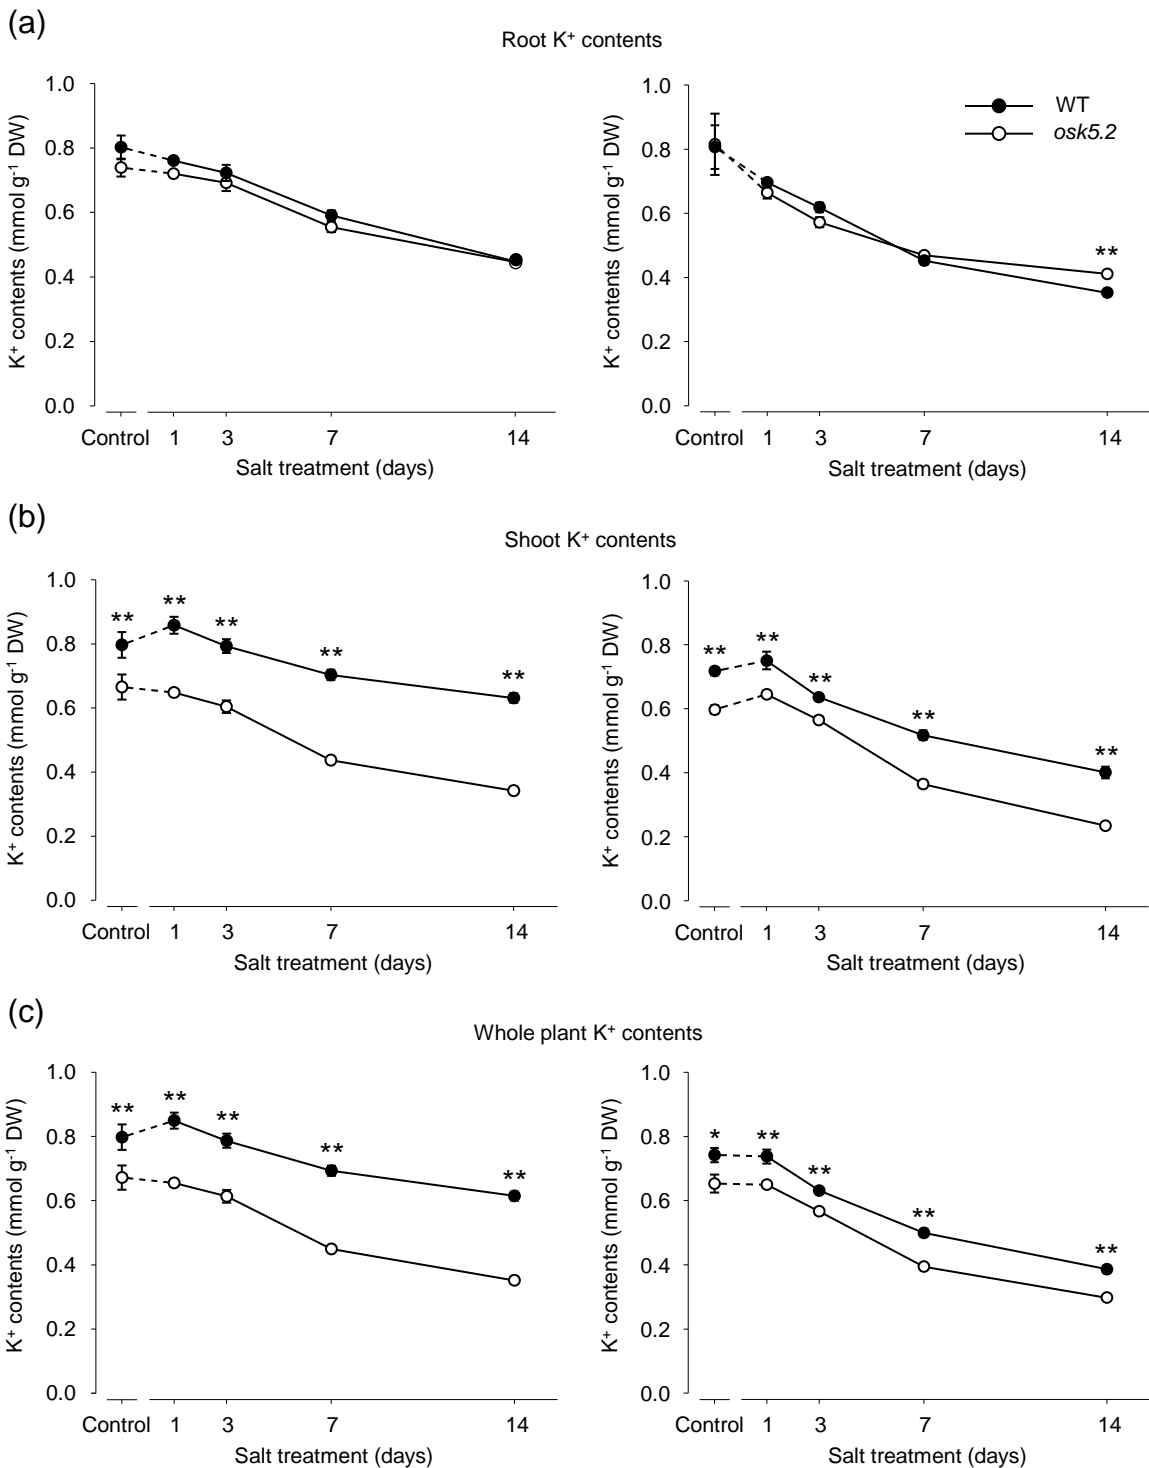 (a)
Root K⁺ contents
K⁺ contents (mmol g⁻¹ DW)
1.0
0.8
0.6
0.4
0.2
0.0
Control 1 3 7 14
Salt treatment (days)
K⁺ contents (mmol g⁻¹ DW)
1.0
0.8
0.6
0.4
0.2
0.0
WT
osk5.2
**
Control 1 3 7 14
Salt treatment (days)
(b)
Shoot K⁺ contents
K⁺ contents (mmol g⁻¹ DW)
1.0
0.8
0.6
0.4
0.2
0.0
** ** ** ** **
Control 1 3 7 14
Salt treatment (days)
K⁺ contents (mmol g⁻¹ DW)
1.0
0.8
0.6
0.4
0.2
0.0
** ** ** ** **
Control 1 3 7 14
Salt treatment (days)
(c)
Whole plant K⁺ contents
K⁺ contents (mmol g⁻¹ DW)
1.0
0.8
0.6
0.4
0.2
0.0
** ** ** ** **
Control 1 3 7 14
Salt treatment (days)
K⁺ contents (mmol g⁻¹ DW)
1.0
0.8
0.6
0.4
0.2
0.0
* ** ** ** **
Control 1 3 7 14
Salt treatment (days)